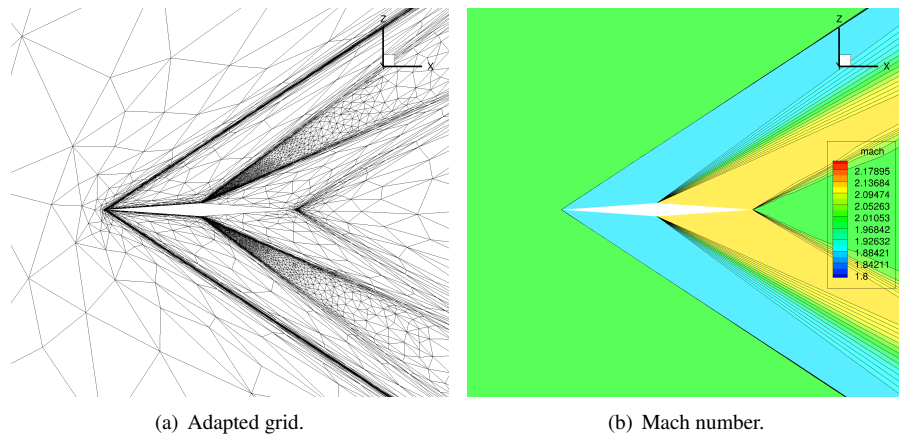 Z
X
Z
X
mach
2.17895
2.13684
2.09474
2.05263
2.01053
1.96842
1.92632
1.88421
1.84211
1.8
(a) Adapted grid.
(b) Mach number.